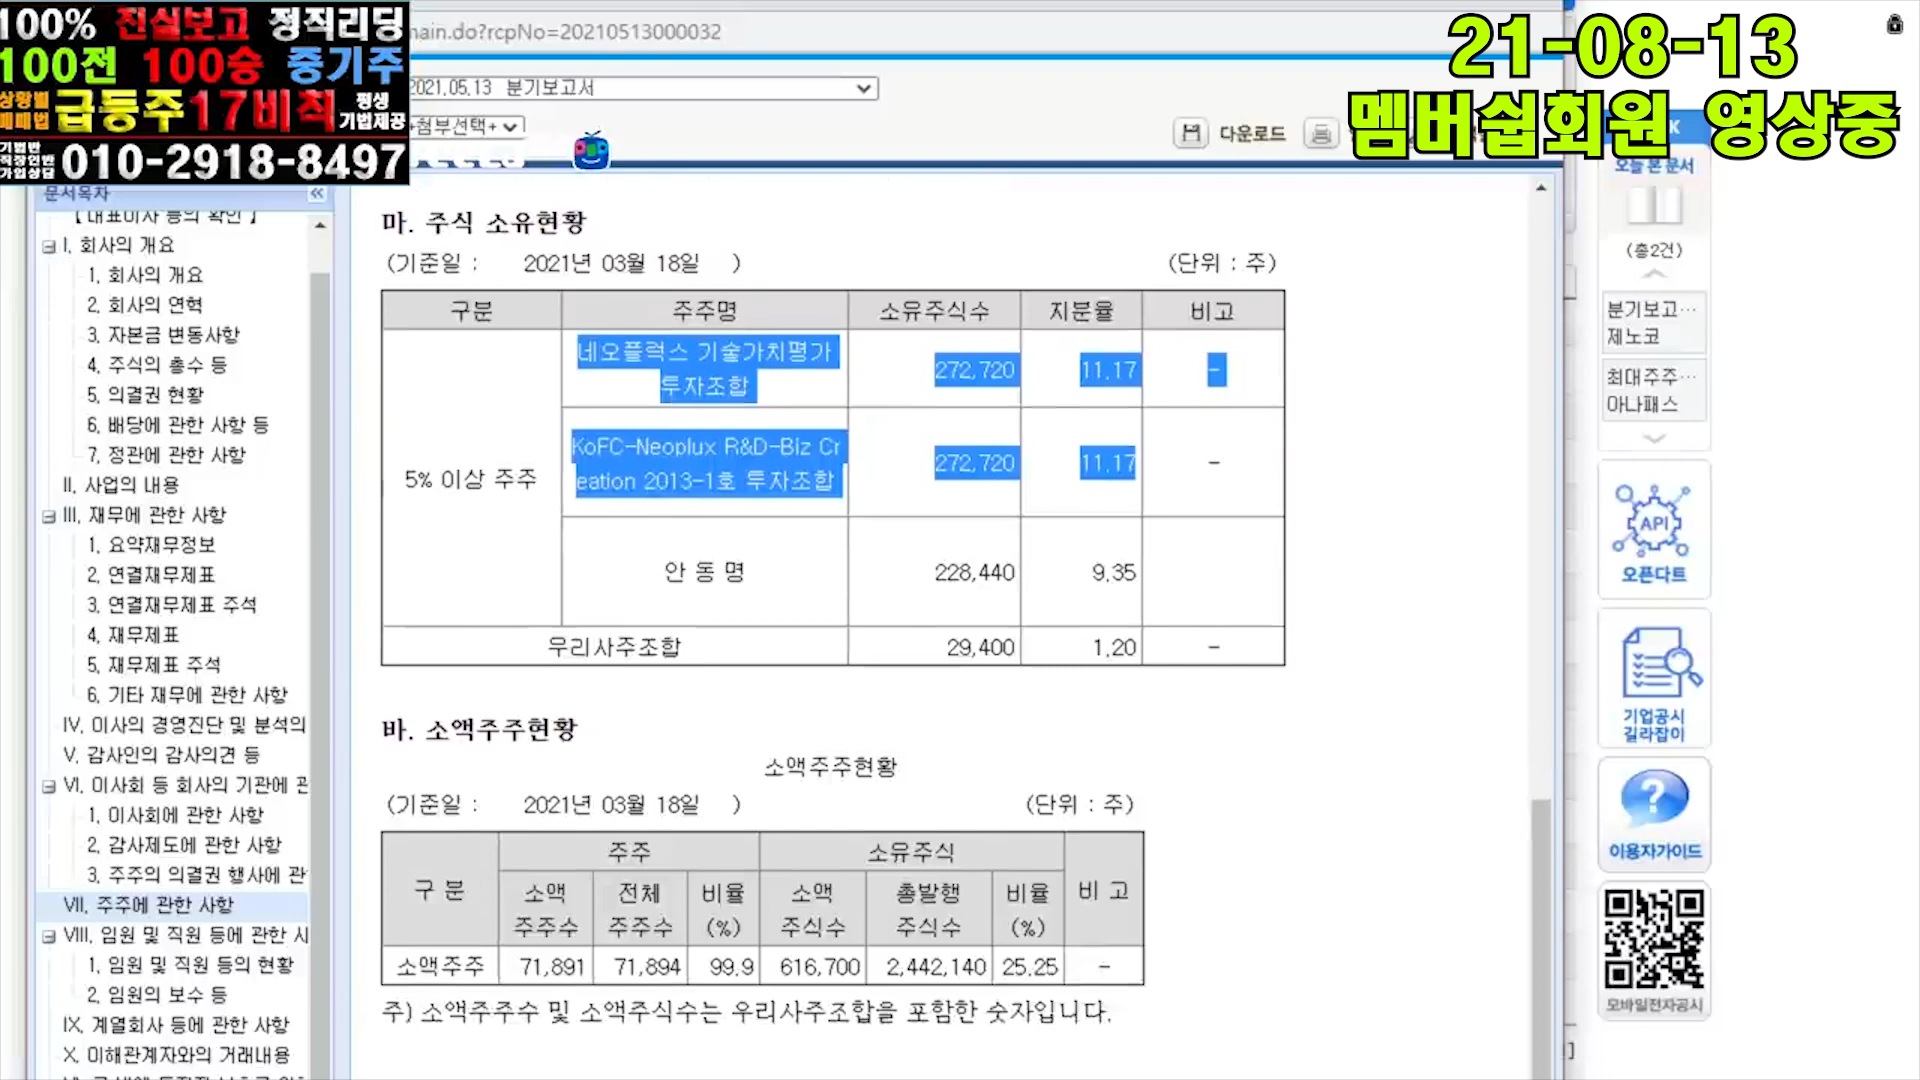 100% 진실보고 정직리딩
100전 100승 중기주
상황별 매매법 급등주17비책 평생 기법제공
기법반 직장인반 가입상담 010-2918-8497
21-08-13
멤버쉽회원 영상중
main.do?rcpNo=20210513000032
2021.05.13 분기보고서
+첨부선택+
다운로드
문서목차
【 대표이사 등의 확인 】
I. 회사의 개요
1. 회사의 개요
2. 회사의 연혁
3. 자본금 변동사항
4. 주식의 총수 등
5. 의결권 현황
6. 배당에 관한 사항 등
7. 정관에 관한 사항
II. 사업의 내용
III. 재무에 관한 사항
1. 요약재무정보
2. 연결재무제표
3. 연결재무제표 주석
4. 재무제표
5. 재무제표 주석
6. 기타 재무에 관한 사항
IV. 이사의 경영진단 및 분석의
V. 감사인의 감사의견 등
VI. 이사회 등 회사의 기관에 관
1. 이사회에 관한 사항
2. 감사제도에 관한 사항
3. 주주의 의결권 행사에 관
VII. 주주에 관한 사항
VIII. 임원 및 직원 등에 관한 사
1. 임원 및 직원 등의 현황
2. 임원의 보수 등
IX. 계열회사 등에 관한 사항
X. 이해관계자와의 거래내용
마. 주식 소유현황
(기준일 : 2021년 03월 18일 ) (단위 : 주)
구분 주주명 소유주식수 지분율 비고
5% 이상 주주
네오플럭스 기술가치평가
투자조합 272,720 11.17 -
KoFC-Neoplux R&D-Biz Cr
eation 2013-1호 투자조합 272,720 11.17 -
안 동 명 228,440 9.35
우리사주조합 29,400 1.20 -
바. 소액주주현황
소액주주현황
(기준일 : 2021년 03월 18일 ) (단위 : 주)
구 분 주주 소유주식 비 고
소액 주주수 전체 주주수 비율 (%) 소액 주식수 총발행 주식수 비율 (%)
소액주주 71,891 71,894 99.9 616,700 2,442,140 25.25 -
주) 소액주주수 및 소액주식수는 우리사주조합을 포함한 숫자입니다.
오늘 본 문서
(총2건)
분기보고…
제노코
최대주주…
아나패스
API
오픈다트
기업공시
길라잡이
?
이용자가이드
모바일전자공시